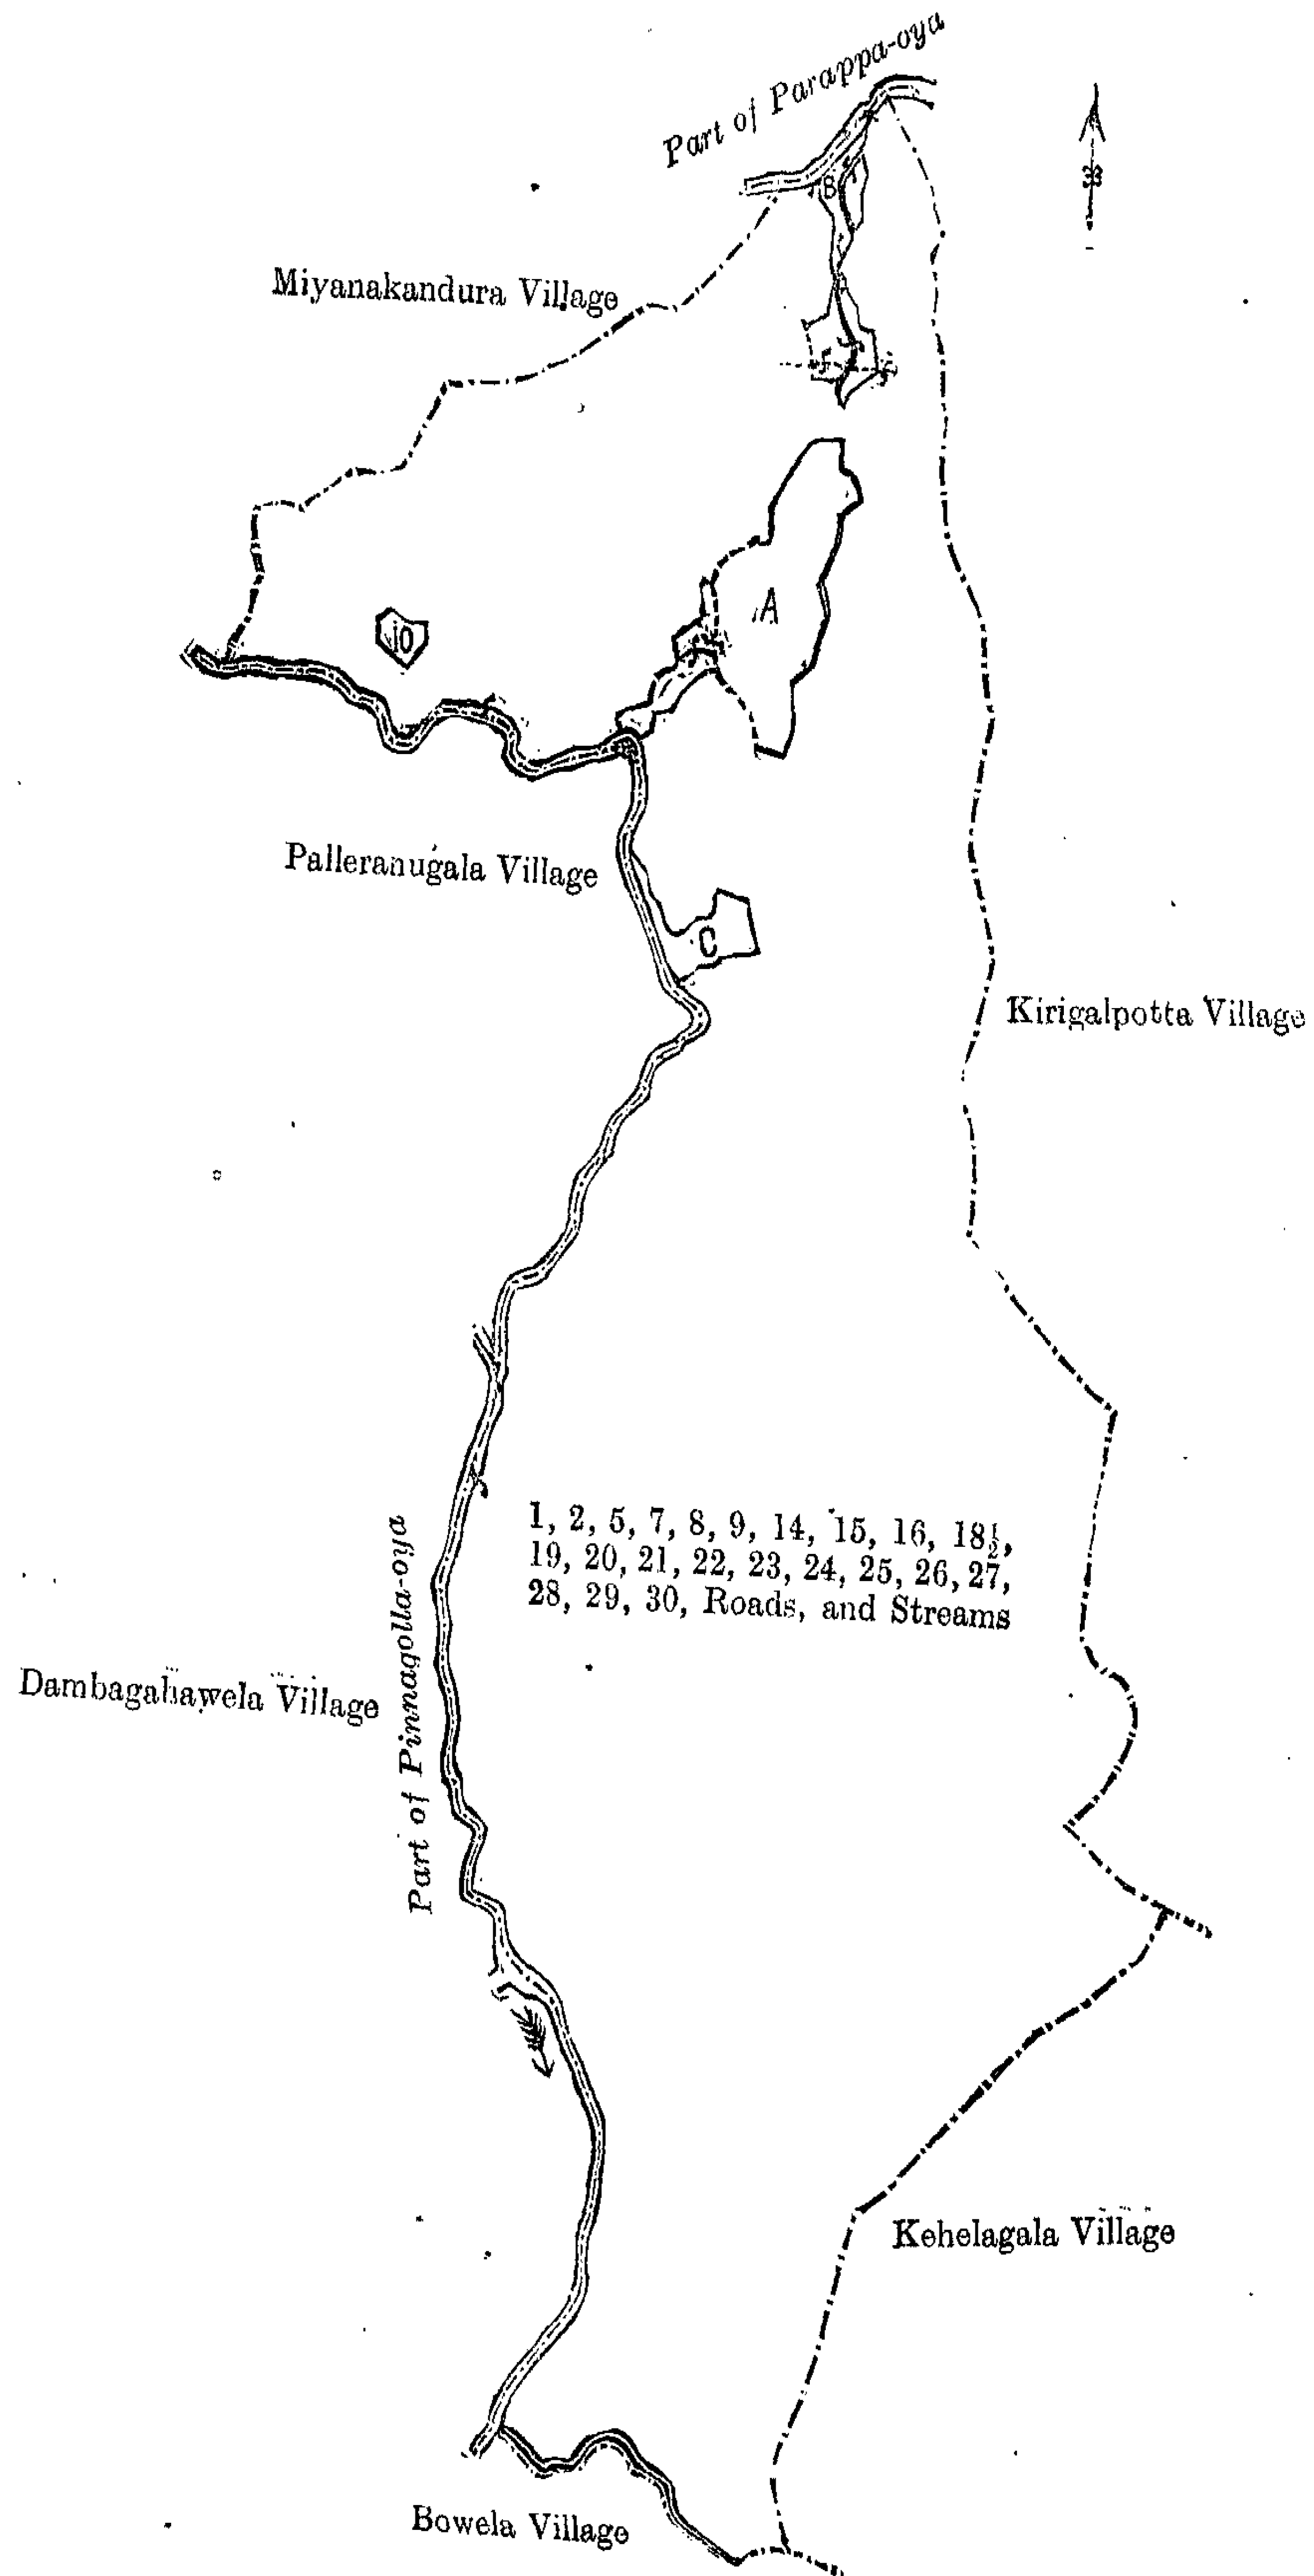 Part of Parappa-oya
B
Miyanakandura Village
A
10
Palleranugala Village
C
Kirigalpotta Village
1, 2, 5, 7, 8, 9, 14, 15, 16, 18½,
19, 20, 21, 22, 23, 24, 25, 26, 27,
28, 29, 30, Roads, and Streams
Part of Pinnagolla-oya
Dambagahawela Village
Kehelagala Village
Bowela Village